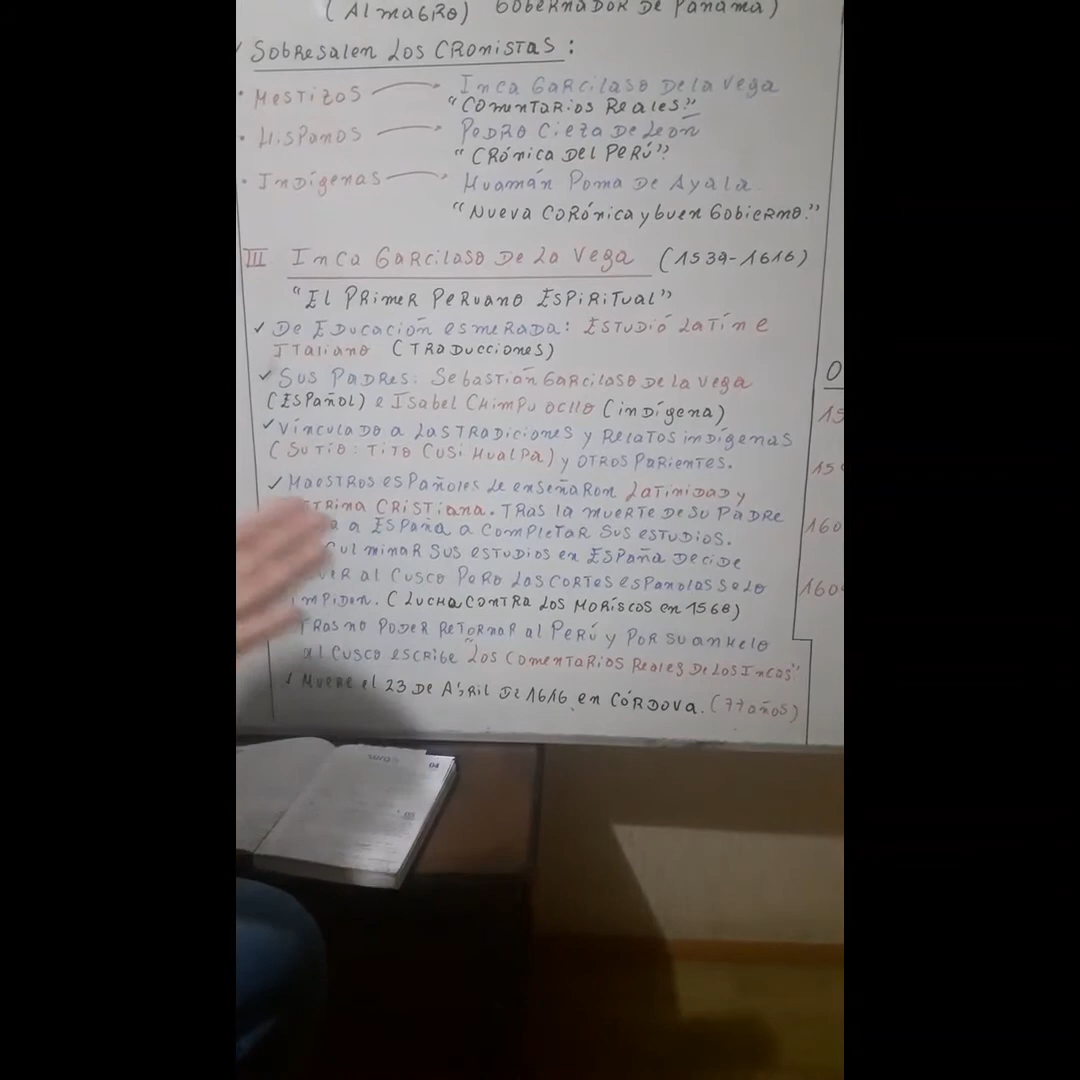 (Almagro) Gobernador de Panamá)
Sobresalen los cronistas:
• Mestizos → Inca Garcilaso de la Vega
"Comentarios Reales"
• Hispanos → Pedro Cieza de León
"Crónica del Perú"
• Indígenas → Huamán Poma de Ayala.
"Nueva Corónica y buen Gobierno."
III Inca Garcilaso de la Vega (1539-1616)
"El Primer Peruano Espiritual"
✓ De Educación esmerada: Estudió latín e
Italiano (Traducciones)
✓ Sus Padres: Sebastián Garcilaso de la Vega
(Español) e Isabel Chimpu Ocllo (indígena)
✓ Vinculado a las tradiciones y relatos indígenas
(Su tío: Tito Cusi Hualpa) y otros parientes.
✓ Maestros españoles le enseñaron latinidad y
trina cristiana. Tras la muerte de su padre
a España a completar sus estudios.
culminar sus estudios en España decide
ver al Cusco pero las cortes españolas se lo
impiden. (Lucha contra los moriscos en 1568)
Tras no poder retornar al Perú y por su anhelo
al Cusco escribe "Los Comentarios Reales de los Incas"
✓ Muere el 23 de Abril de 1616 en Córdova. (77 años)
O
15
15
160
160
04